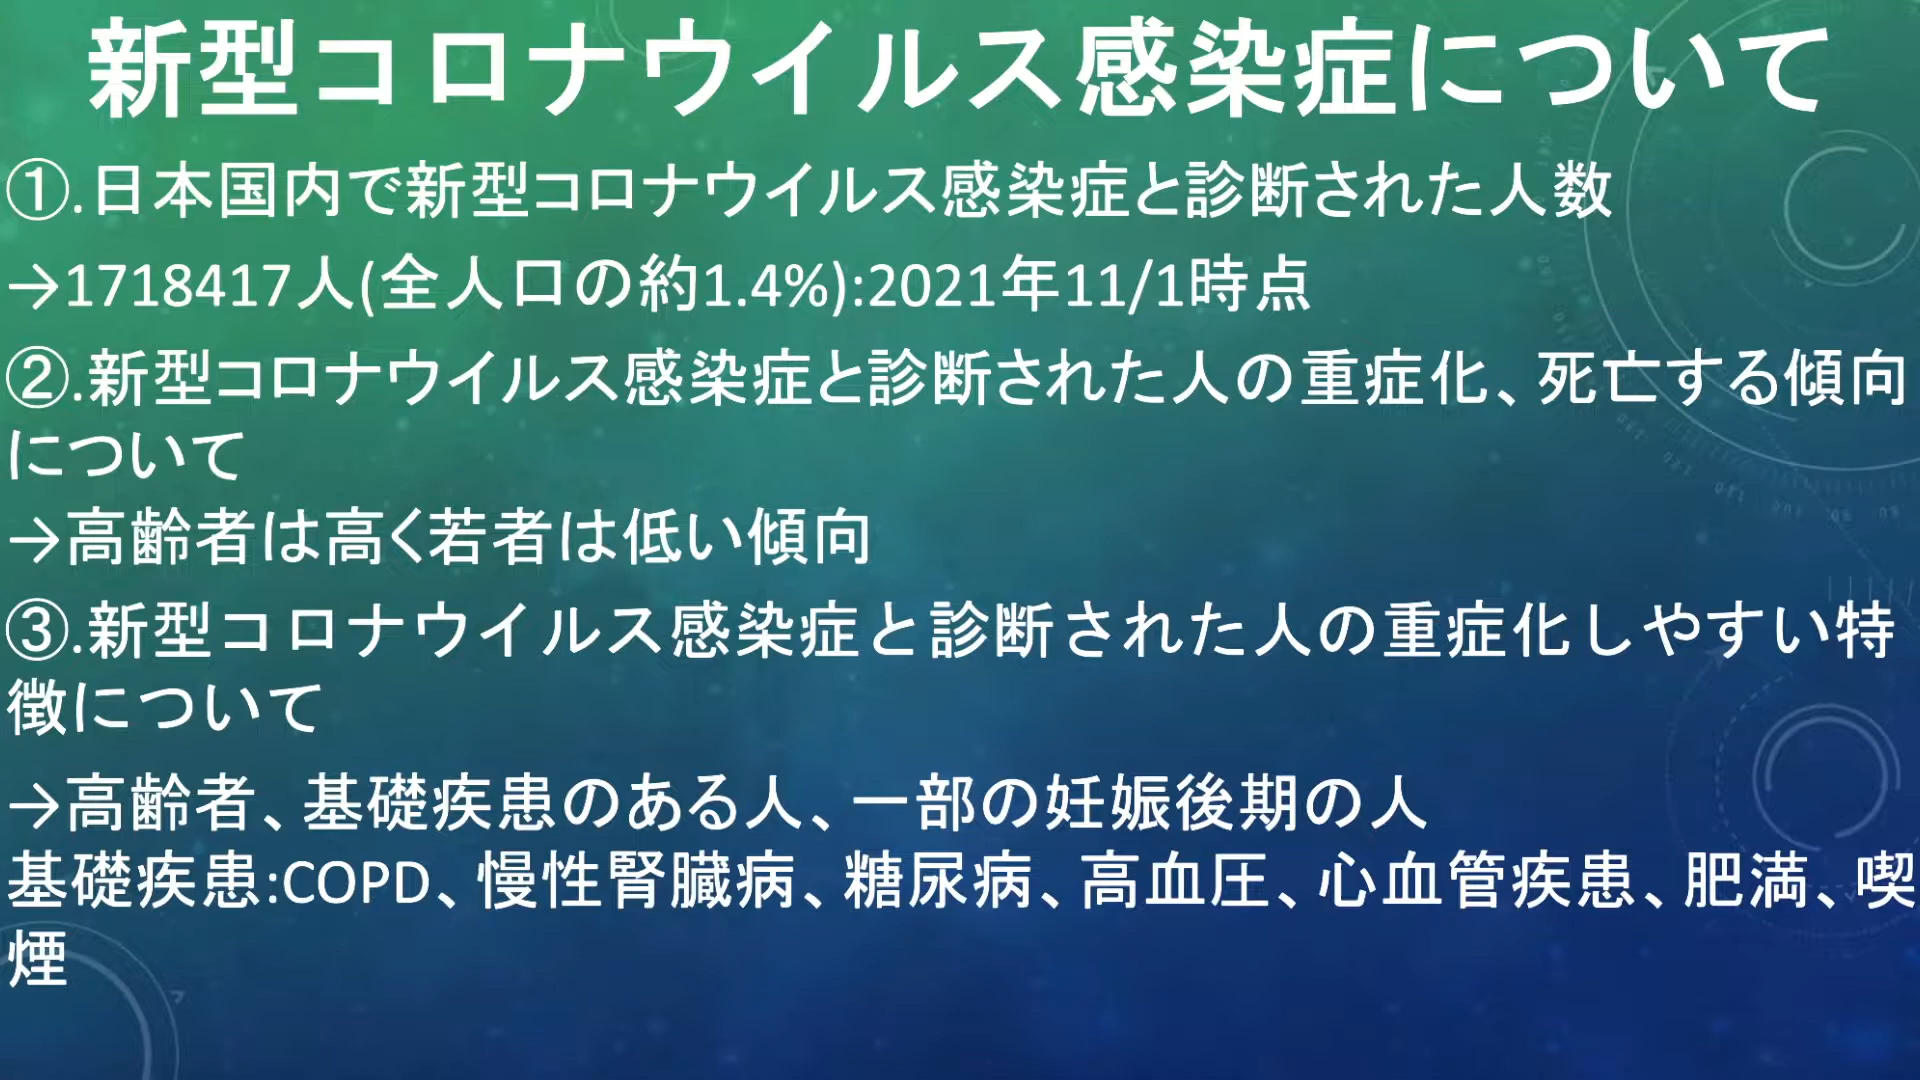 新型コロナウイルス感染症について
①.日本国内で新型コロナウイルス感染症と診断された人数
→1718417人(全人口の約1.4%):2021年11/1時点
②.新型コロナウイルス感染症と診断された人の重症化、死亡する傾向
について
→高齢者は高く若者は低い傾向
③.新型コロナウイルス感染症と診断された人の重症化しやすい特
徴について
→高齢者、基礎疾患のある人、一部の妊娠後期の人
基礎疾患:COPD、慢性腎臓病、糖尿病、高血圧、心血管疾患、肥満、喫
煙